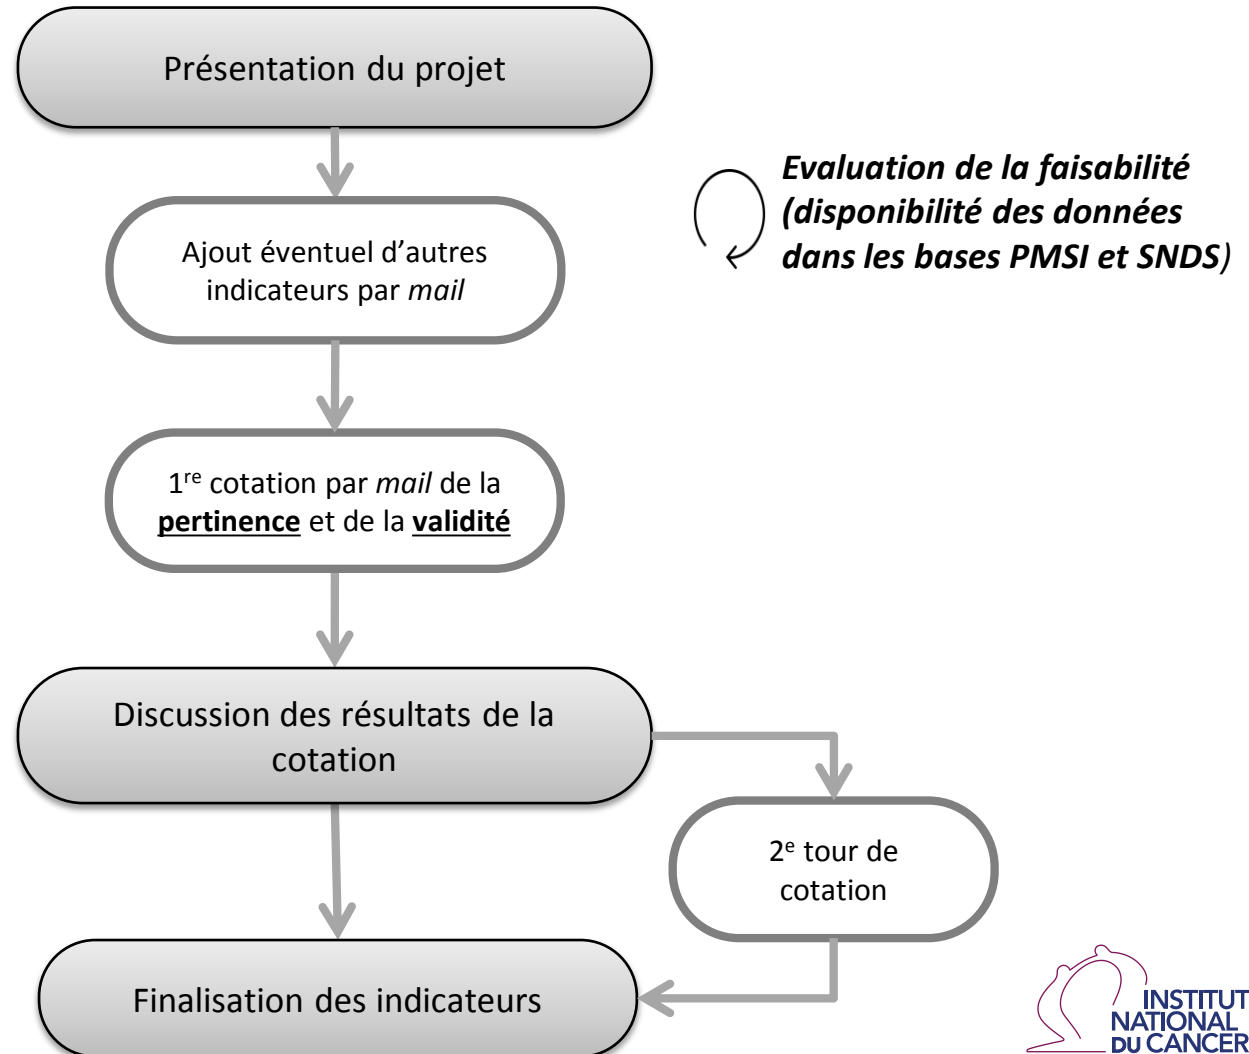 Présentation du projet
Evaluation de la faisabilité
(disponibilité des données
dans les bases PMSI et SNDS)
Ajout éventuel d’autres
indicateurs par mail
1re cotation par mail de la
pertinence et de la validité
Discussion des résultats de la
cotation
2e tour de
cotation
Finalisation des indicateurs
INSTITUT
NATIONAL
DU CANCER